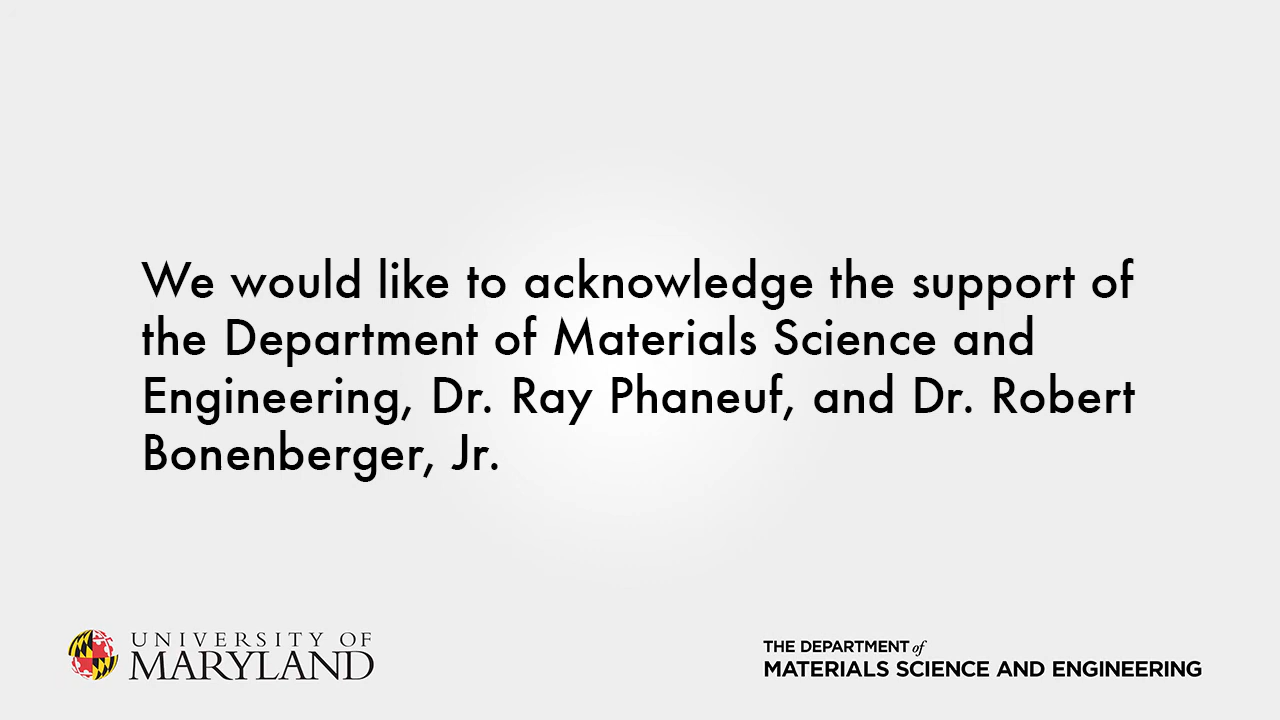 We would like to acknowledge the support of
the Department of Materials Science and
Engineering, Dr. Ray Phaneuf, and Dr. Robert
Bonenberger, Jr.
UNIVERSITY OF
MARYLAND
THE DEPARTMENT of
MATERIALS SCIENCE AND ENGINEERING